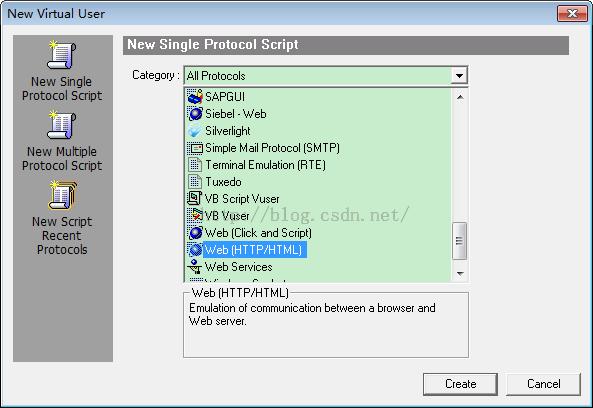 New Virtual User
New Single
Protocol Script
New Multiple
Protocol Script
New Script
Recent
Protocols
New Single Protocol Script
Category :
All Protocols
SAPGUI
Siebel - Web
Silverlight
Simple Mail Protocol (SMTP)
Terminal Emulation (RTE)
Tuxedo
VB Script Vuser
VB Vuser
Web (Click and Script)
Web (HTTP/HTML)
Web Services
http://blog.csdn.net/
Web (HTTP/HTML)
Emulation of communication between a browser and
Web server.
Create
Cancel